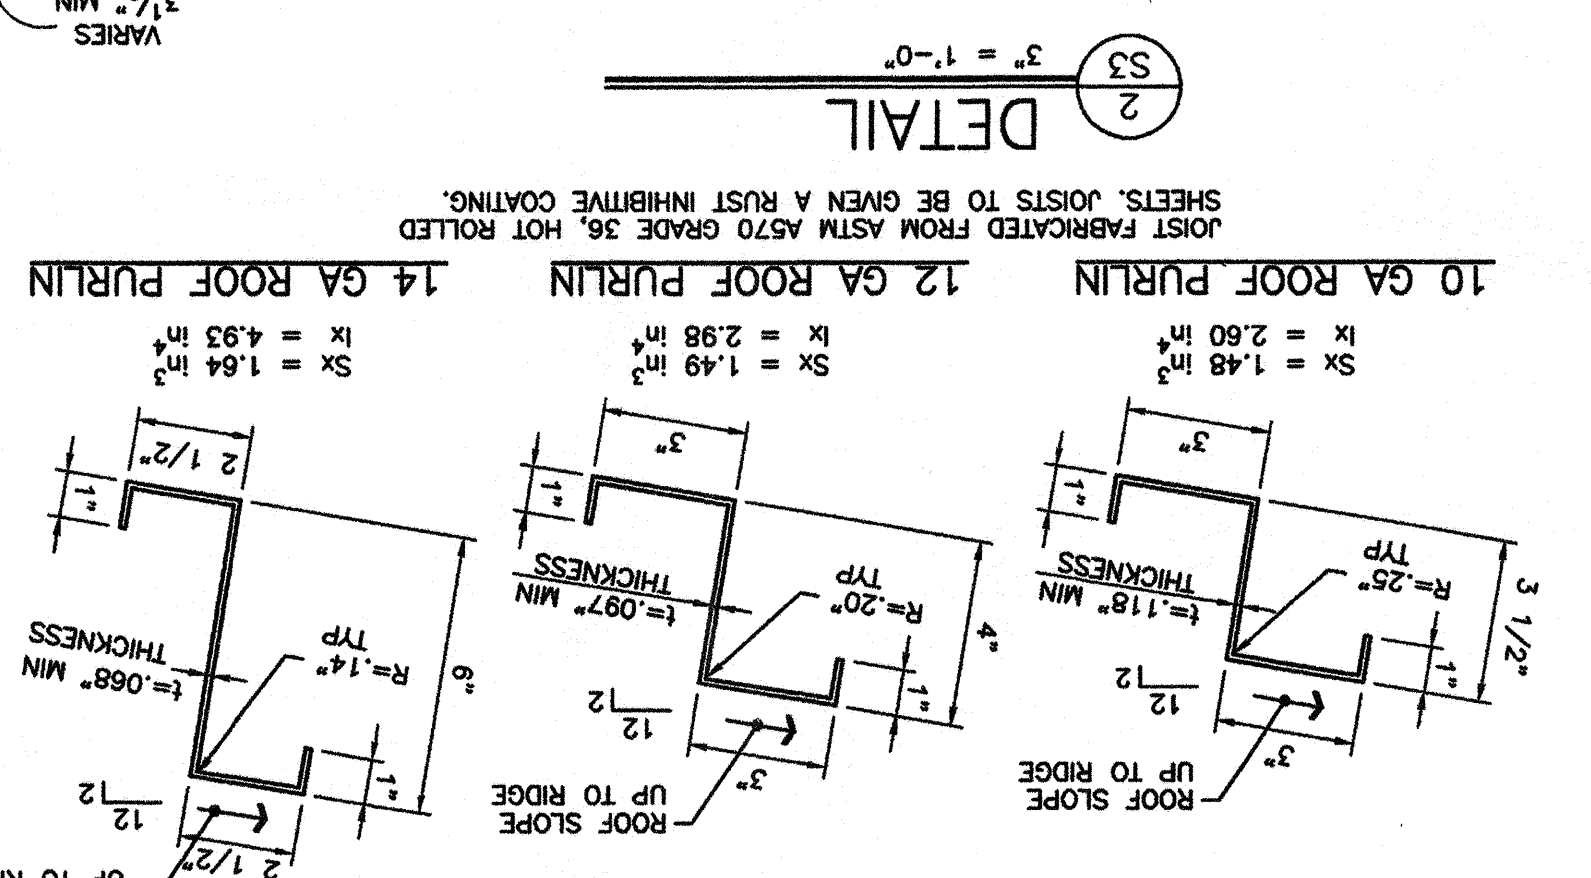 ROOF SLOPE
UP TO RIDGE
3"
12
2
1"
3 1/2"
R=.25"
TYP
t=.118" MIN
THICKNESS
1"
3"
Sx = 1.48 in³
Ix = 2.60 in⁴
10 GA ROOF PURLIN
ROOF SLOPE
UP TO RIDGE
3"
12
2
1"
4"
R=.20"
TYP
t=.097" MIN
THICKNESS
1"
3"
Sx = 1.49 in³
Ix = 2.98 in⁴
12 GA ROOF PURLIN
UP TO
2 1/2"
12
2
1"
6"
R=.14"
TYP
t=.068" MIN
THICKNESS
1"
2 1/2"
Sx = 1.64 in³
Ix = 4.93 in⁴
14 GA ROOF PURLIN
JOIST FABRICATED FROM ASTM A570 GRADE 36, HOT ROLLED
SHEETS. JOISTS TO BE GIVEN A RUST INHIBITIVE COATING.
2
S3
DETAIL
3" = 1'-0"
VARIES
MIN